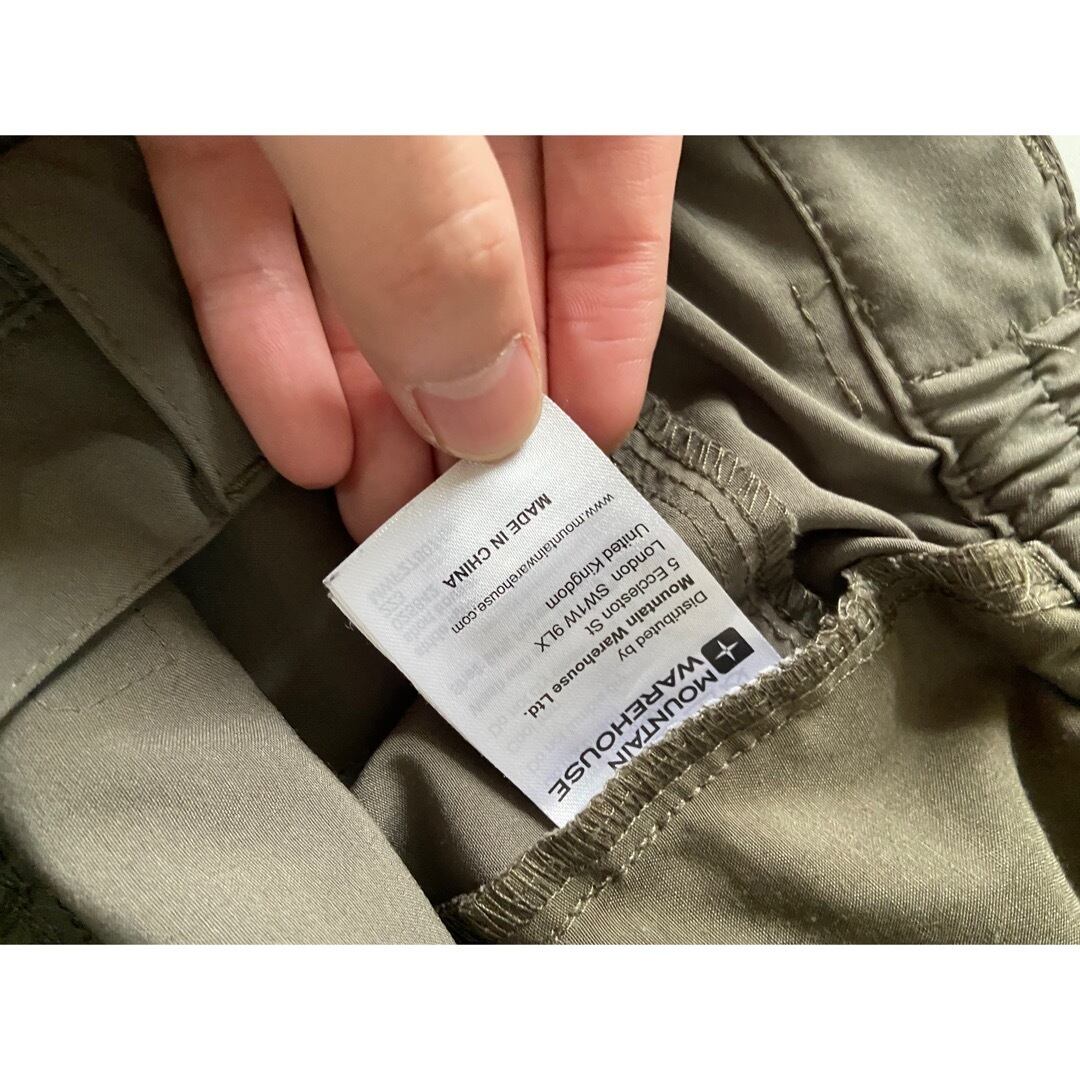 MOUNTAIN
WAREHOUSE
Distributed by
Mountain Warehouse Ltd.
5 Eccleston St
London SW1W 9LX
United Kingdom
www.mountainwarehouse.com
MADE IN CHINA